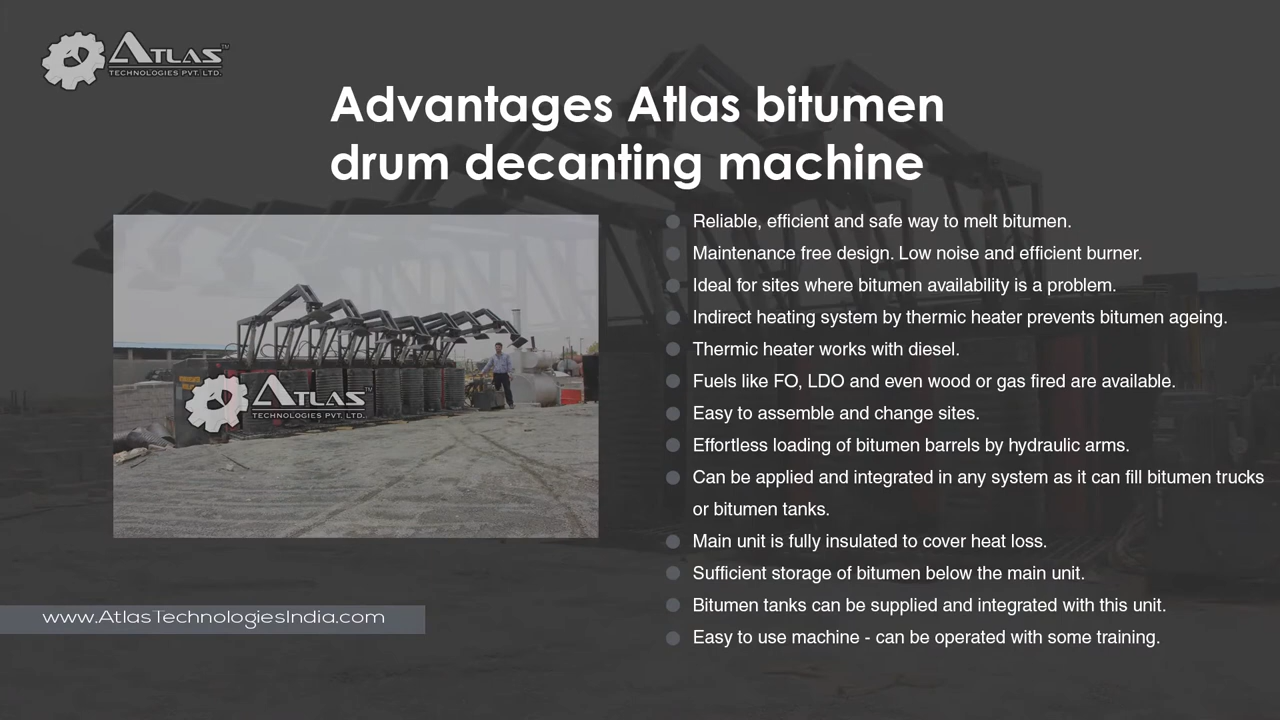 ATLAS TM
TECHNOLOGIES PVT. LTD.
Advantages Atlas bitumen
drum decanting machine
Reliable, efficient and safe way to melt bitumen.
Maintenance free design. Low noise and efficient burner.
Ideal for sites where bitumen availability is a problem.
Indirect heating system by thermic heater prevents bitumen ageing.
Thermic heater works with diesel.
Fuels like FO, LDO and even wood or gas fired are available.
Easy to assemble and change sites.
Effortless loading of bitumen barrels by hydraulic arms.
Can be applied and integrated in any system as it can fill bitumen trucks
or bitumen tanks.
Main unit is fully insulated to cover heat loss.
Sufficient storage of bitumen below the main unit.
Bitumen tanks can be supplied and integrated with this unit.
Easy to use machine - can be operated with some training.
ATLAS TM
TECHNOLOGIES PVT. LTD.
www.AtlasTechnologiesIndia.com